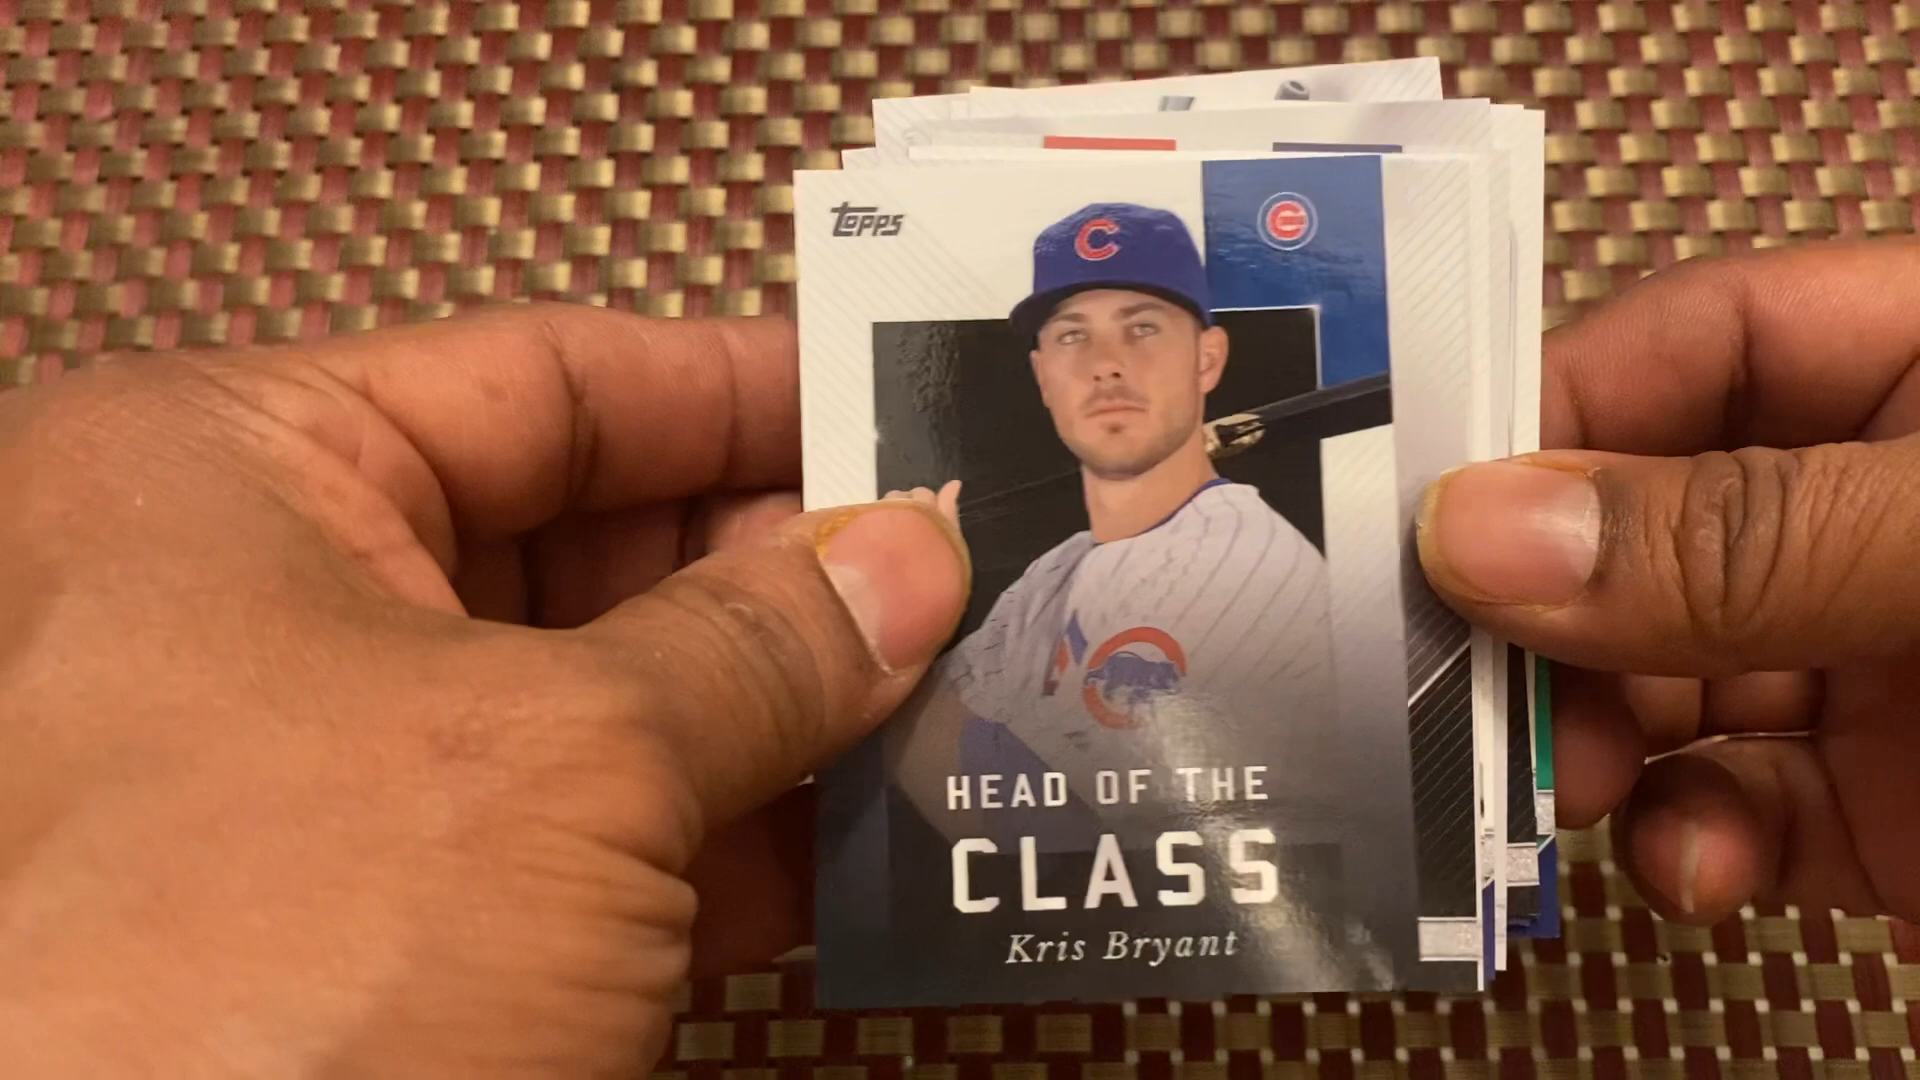 topps
C
HEAD OF THE
CLASS
Kris Bryant